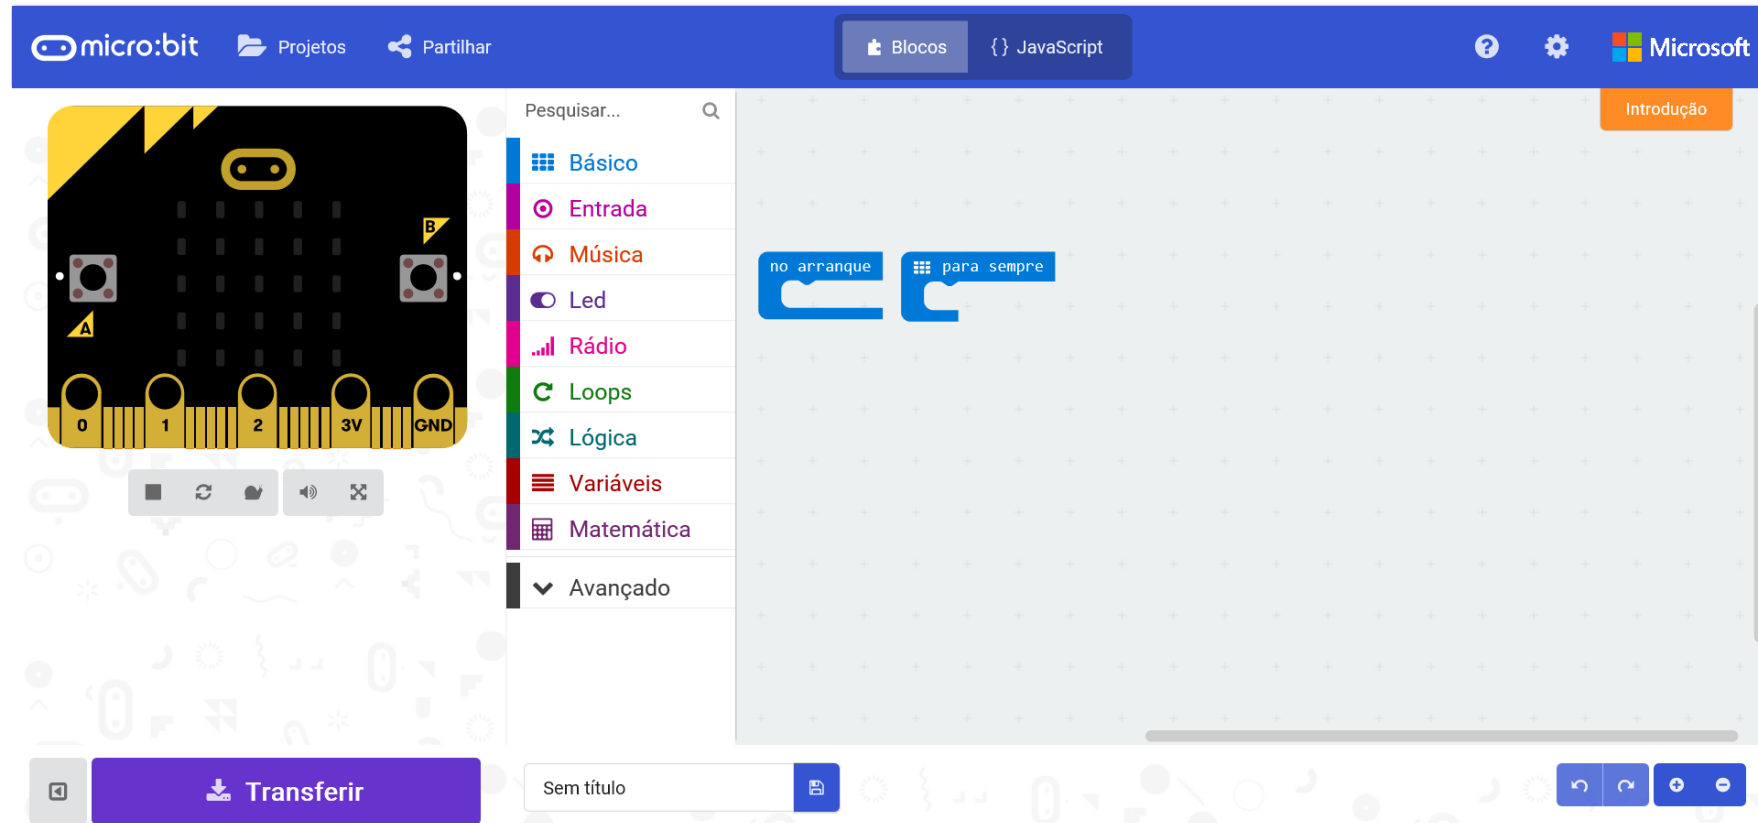 micro:bit
Projetos
Partilhar
Blocos
{ } JavaScript
?
Microsoft
Pesquisar...
Introdução
Básico
Entrada
Música
Led
Rádio
Loops
Lógica
Variáveis
Matemática
Avançado
no arranque
para sempre
B
A
0
1
2
3V
GND
Transferir
Sem título